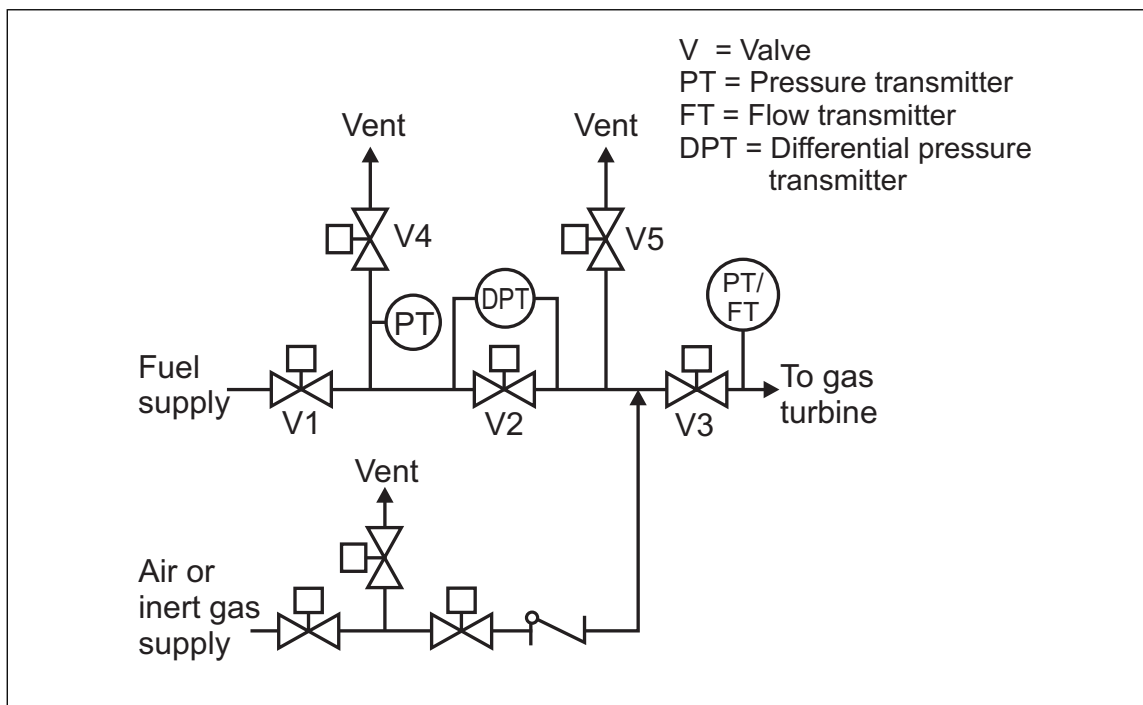 V = Valve
PT = Pressure transmitter
FT = Flow transmitter
DPT = Differential pressure
transmitter
Vent
Vent
V4
V5
DPT
PT/
FT
PT
Fuel
supply
To gas
turbine
V1
V2
V3
Vent
Air or
inert gas
supply